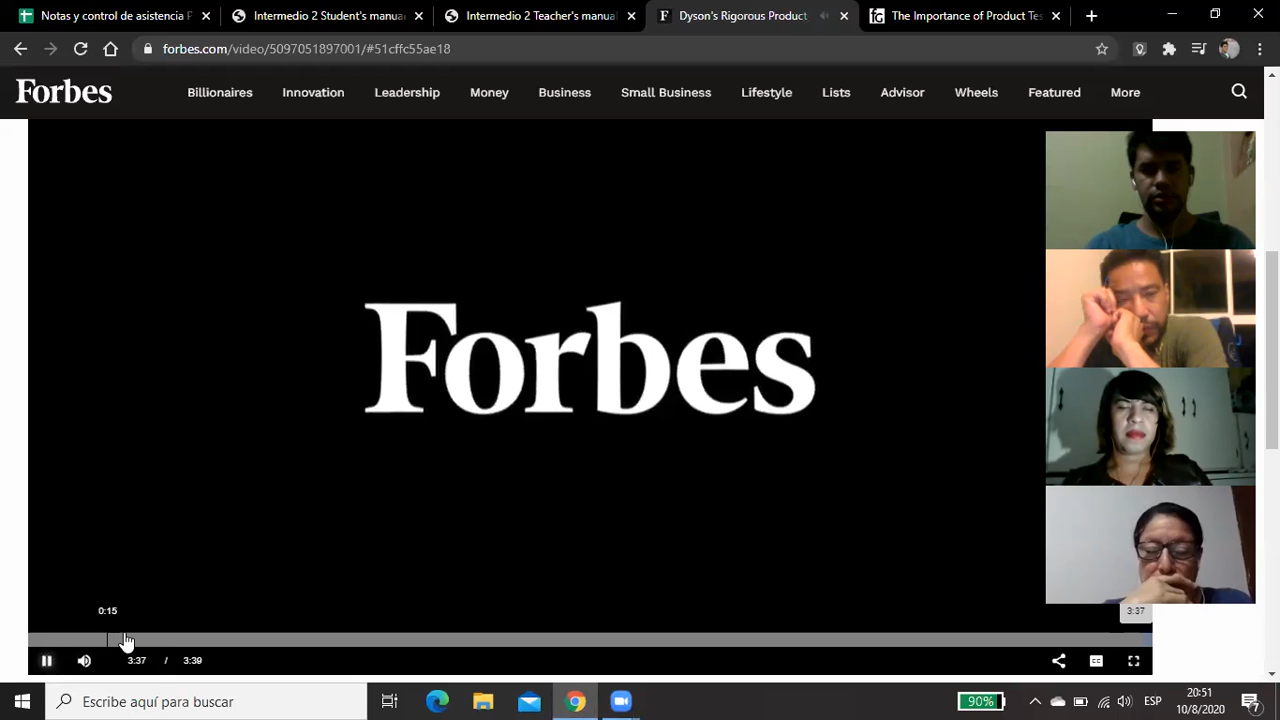 Notas y control de asistencia P
Intermedio 2 Student's manua
Intermedio 2 Teacher's manual
Dyson's Rigorous Product
The Importance of Product Tes
forbes.com/video/5097051897001/#51cffc55ae18
Forbes
Billionaires
Innovation
Leadership
Money
Business
Small Business
Lifestyle
Lists
Advisor
Wheels
Featured
More
Forbes
0:15
3:37
3:37 / 3:39
Escribe aquí para buscar
90%
ESP
20:51
10/8/2020
7